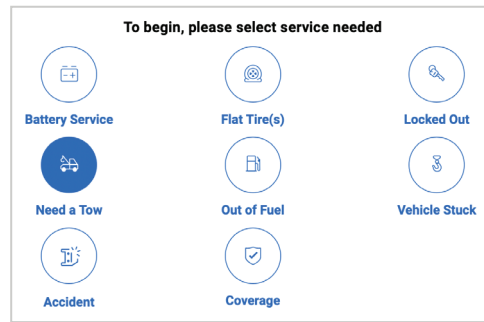 To begin, please select service needed
Battery Service
Flat Tire(s)
Locked Out
Need a Tow
Out of Fuel
Vehicle Stuck
Accident
Coverage